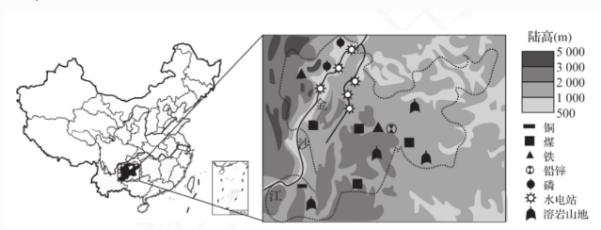 陆高(m)
5 000
3 000
2 000
1 000
500
铜
煤
铁
铅锌
磷
水电站
溶岩山地
金
沙
江